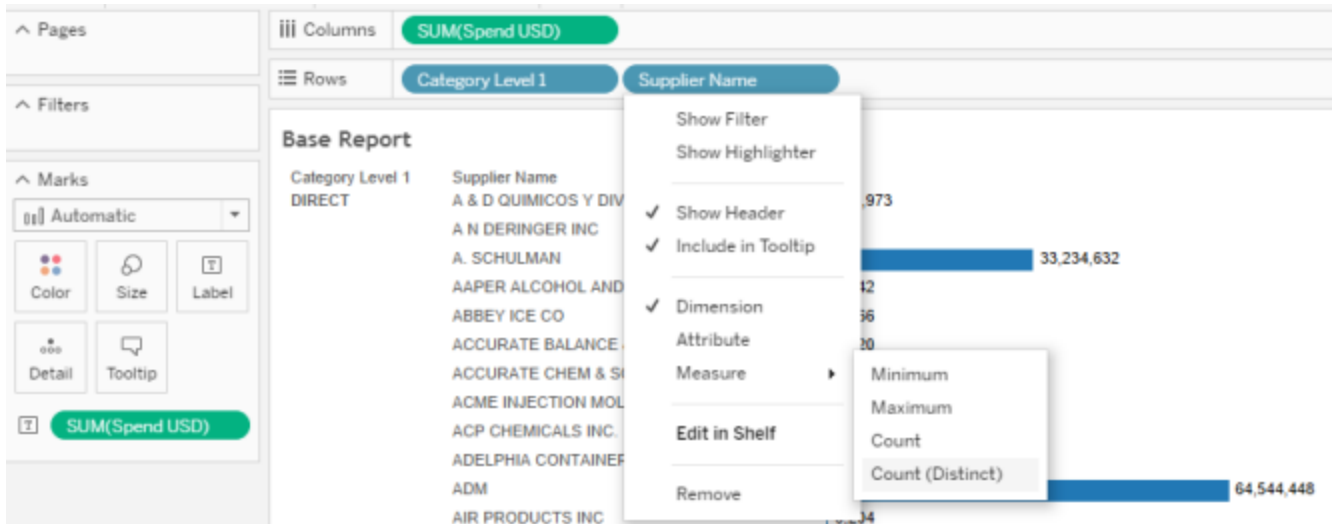 Pages
Columns SUM(Spend USD)
Rows Category Level 1 Supplier Name
Filters
Show Filter
Base Report
Show Highlighter
Marks
Category Level 1 Supplier Name
Automatic
DIRECT A & D QUIMICOS Y DIV Show Header ,973
A N DERINGER INC
Include in Tooltip
A. SCHULMAN 33,234,632
Color Size Label
AAPER ALCOHOL AND 42
Dimension
ABBEY ICE CO 66
Attribute
ACCURATE BALANCE 20
Detail Tooltip
ACCURATE CHEM & Measure Minimum
ACME INJECTION MOL Maximum
SUM(Spend USD)
ACP CHEMICALS INC. Edit in Shelf Count
ADELPHIA CONTAINER
Count (Distinct)
ADM Remove 64,544,448
AIR PRODUCTS INC